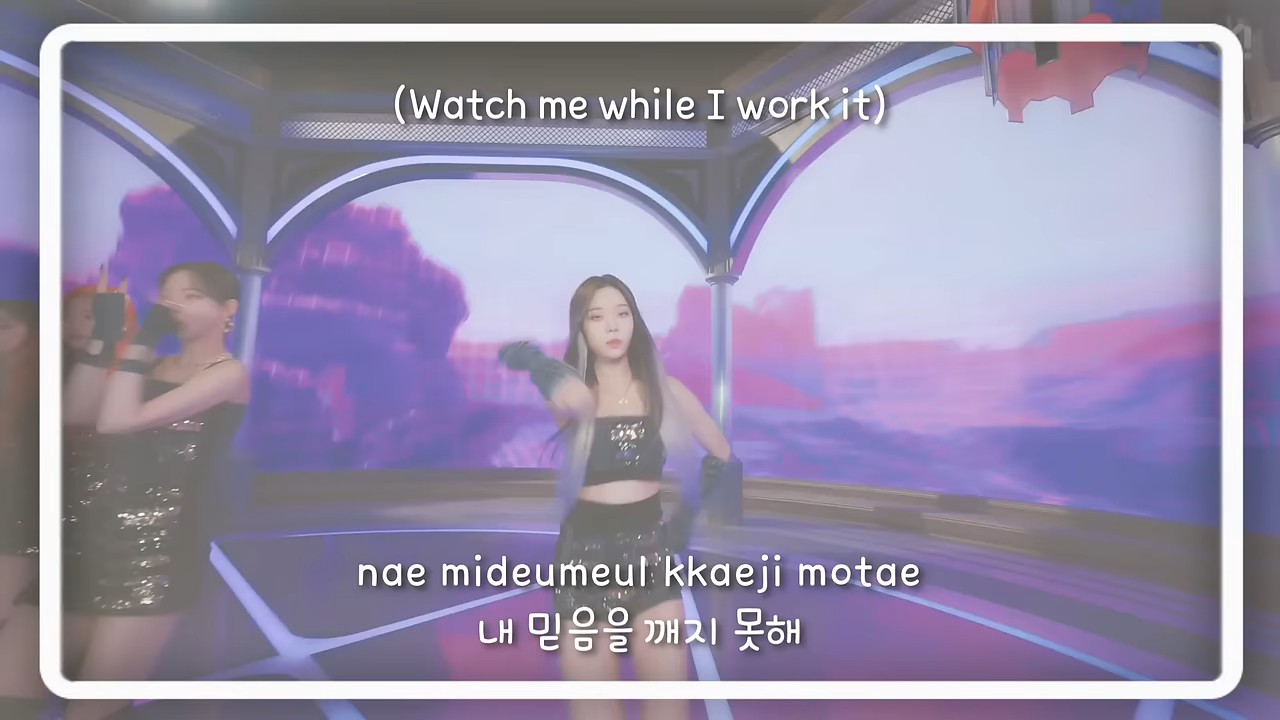 (Watch me while I work it)
nae mideumeul kkaeji motae
내 믿음을 깨지 못해